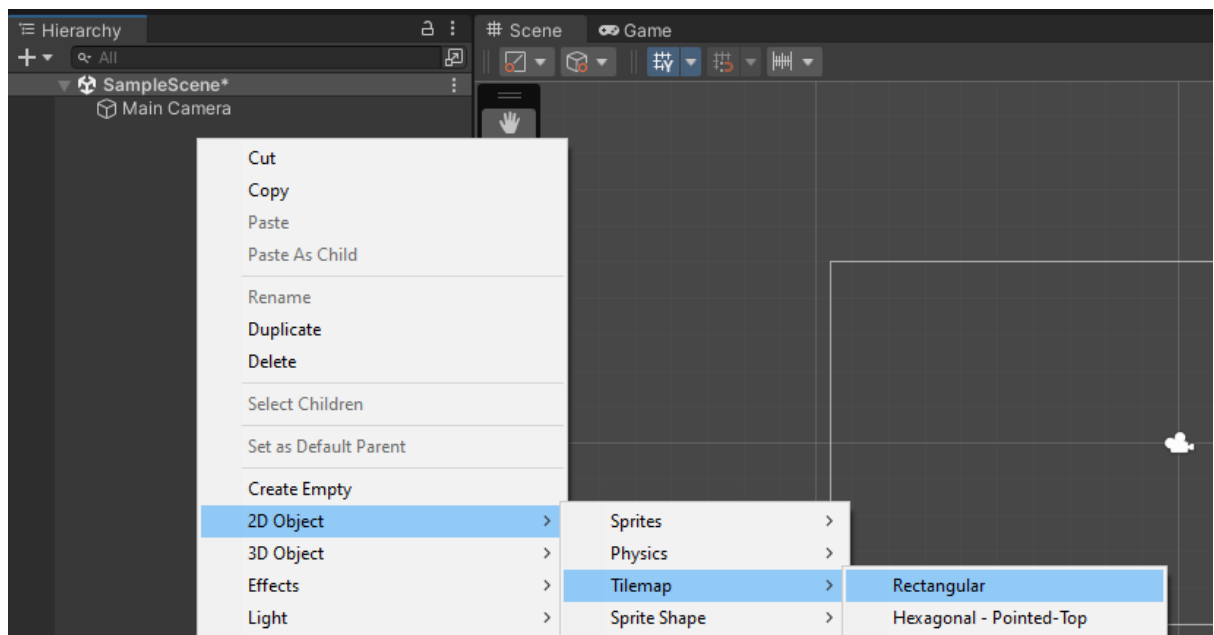 Hierarchy
All
SampleScene*
Main Camera
Scene
Game
Cut
Copy
Paste
Paste As Child
Rename
Duplicate
Delete
Select Children
Set as Default Parent
Create Empty
2D Object
3D Object
Effects
Light
Sprites
Physics
Tilemap
Sprite Shape
Rectangular
Hexagonal - Pointed-Top